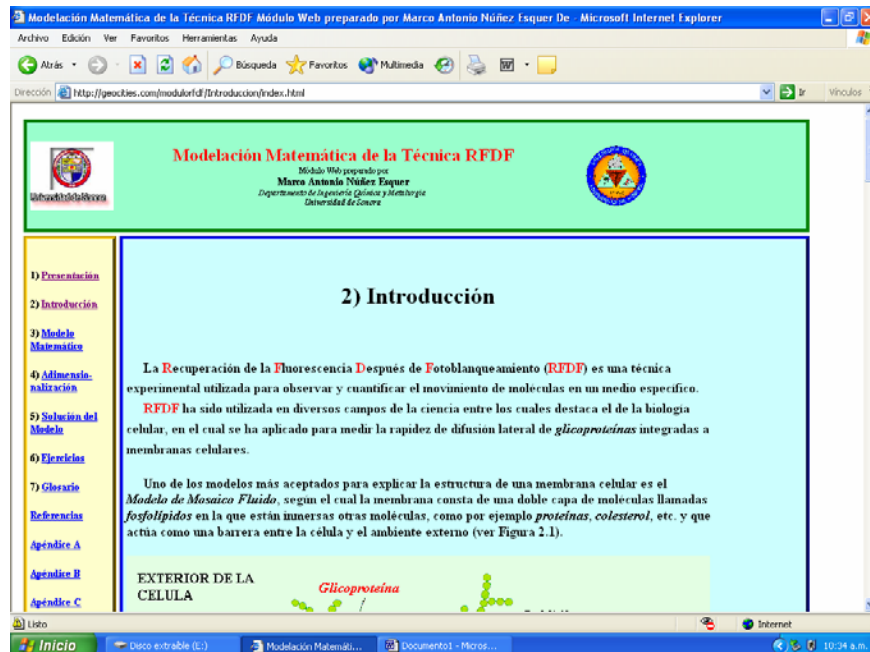 Modelación Matemática de la Técnica RFDF Módulo Web preparado por Marco Antonio Núñez Esquer De - Microsoft Internet Explorer
Archivo Edición Ver Favoritos Herramientas Ayuda
Atrás Búsqueda Favoritos Multimedia
Dirección http://geocities.com/modulorfdf/Introduccion/index.html Ir Vínculos
Modelación Matemática de la Técnica RFDF
Módulo Web preparado por
Marco Antonio Núñez Esquer
Departamento de Ingeniería Química y Metalurgia
Universidad de Sonora
1) Presentación
2) Introducción
3) Modelo
Matemático
4) Adimensio-
nalización
5) Solución del
Modelo
6) Ejercicios
7) Glosario
Referencias
Apéndice A
Apéndice B
Apéndice C
2) Introducción
La Recuperación de la Fluorescencia Después de Fotoblanqueamiento (RFDF) es una técnica
experimental utilizada para observar y cuantificar el movimiento de moléculas en un medio específico.
RFDF ha sido utilizada en diversos campos de la ciencia entre los cuales destaca el de la biología
celular, en el cual se ha aplicado para medir la rapidez de difusión lateral de glicoproteínas integradas a
membranas celulares.
Uno de los modelos más aceptados para explicar la estructura de una membrana celular es el
Modelo de Mosaico Fluido, según el cual la membrana consta de una doble capa de moléculas llamadas
fosfolípidos en la que están inmersas otras moléculas, como por ejemplo proteínas, colesterol, etc. y que
actúa como una barrera entre la célula y el ambiente externo (ver Figura 2.1).
EXTERIOR DE LA
CELULA
Glicoproteína
Listo Internet
Inicio Disco extraíble (E:) Modelación Matemáti... Documento1 - Micros... 10:34 a.m.